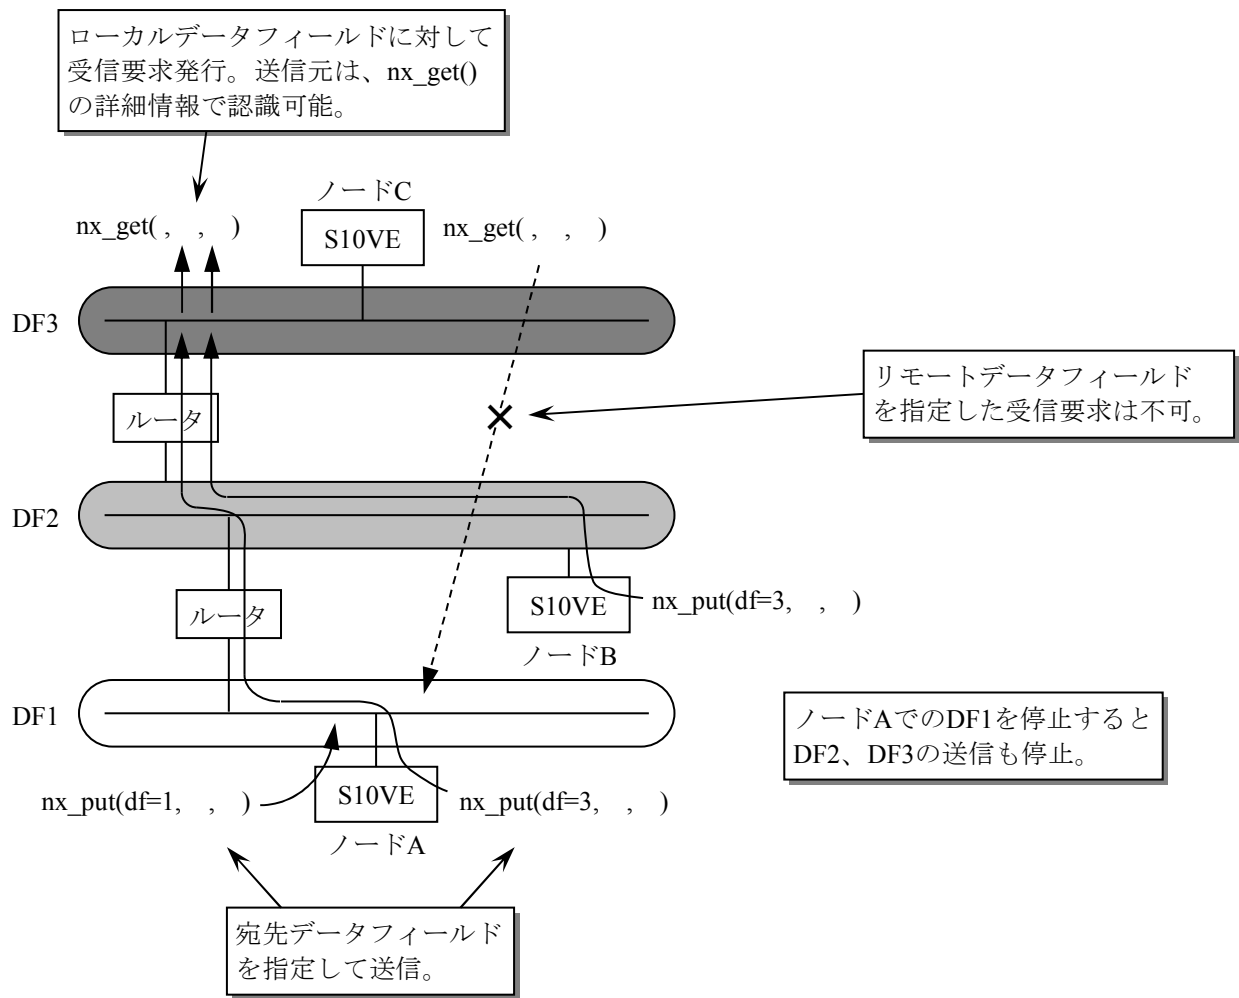 ローカルデータフィールドに対して
受信要求発行。送信元は、nx_get()
の詳細情報で認識可能。
ノードC
nx_get( ,　,　)
S10VE
nx_get( ,　,　)
DF3
リモートデータフィールド
を指定した受信要求は不可。
ルータ
DF2
ルータ
S10VE
nx_put(df=3,　,　)
ノードB
DF1
ノードAでのDF1を停止すると
DF2、DF3の送信も停止。
nx_put(df=1,　,　)
S10VE
nx_put(df=3,　,　)
ノードA
宛先データフィールド
を指定して送信。